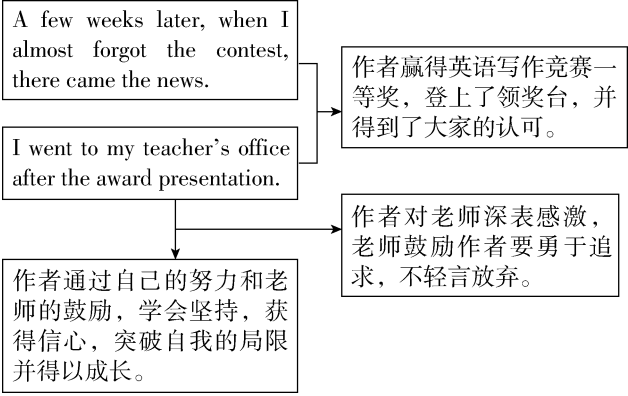 A few weeks later, when I
almost forgot the contest,
there came the news.
作者赢得英语写作竞赛一
等奖，登上了领奖台，并
得到了大家的认可。
I went to my teacher's office
after the award presentation.
作者对老师深表感激，
老师鼓励作者要勇于追
求，不轻言放弃。
作者通过自己的努力和老
师的鼓励，学会坚持，获
得信心，突破自我的局限
并得以成长。